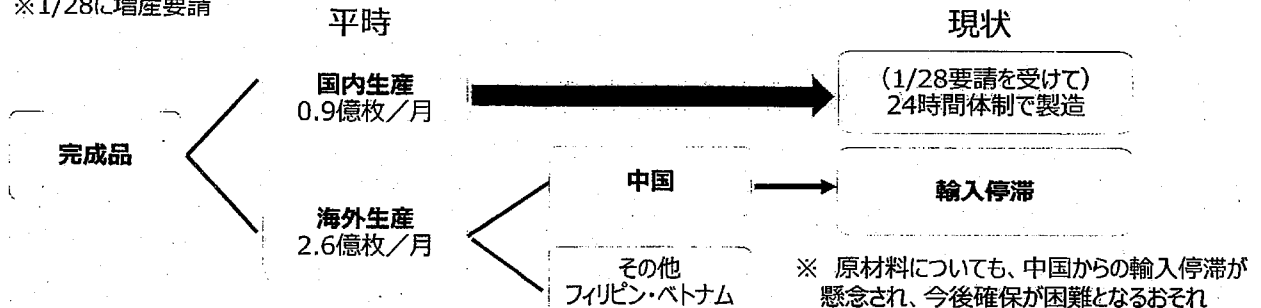 ※1/28に増産要請
平時
現状
国内生産
0.9億枚／月
(1/28要請を受けて)
24時間体制で製造
完成品
海外生産
2.6億枚／月
中国
輸入停滞
その他
フィリピン・ベトナム
※ 原材料についても、中国からの輸入停滞が
懸念され、今後確保が困難となるおそれ